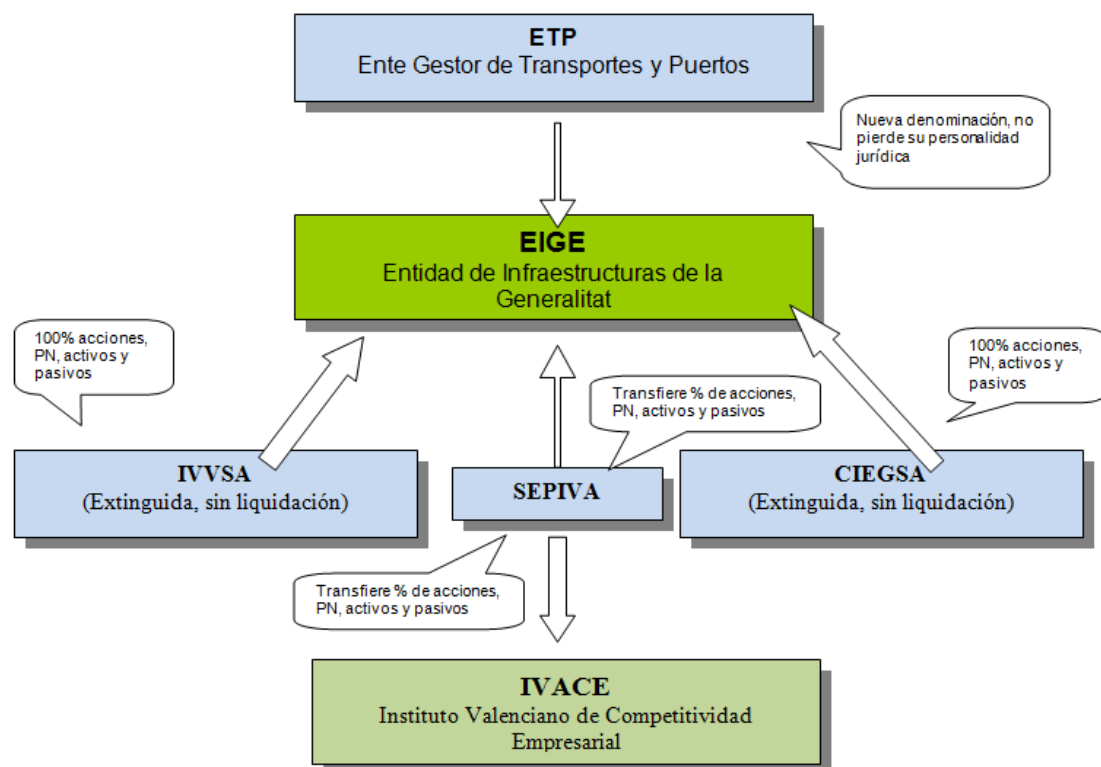 ETP
Ente Gestor de Transportes y Puertos
Nueva denominación, no
pierde su personalidad
jurídica
EIGE
Entidad de Infraestructuras de la
Generalitat
100% acciones,
PN, activos y
pasivos
Transfiere % de acciones,
PN, activos y pasivos
100% acciones,
PN, activos y
pasivos
IVVSA
(Extinguida, sin liquidación)
SEPIVA
CIEGSA
(Extinguida, sin liquidación)
Transfiere % de acciones,
PN, activos y pasivos
IVACE
Instituto Valenciano de Competitividad
Empresarial